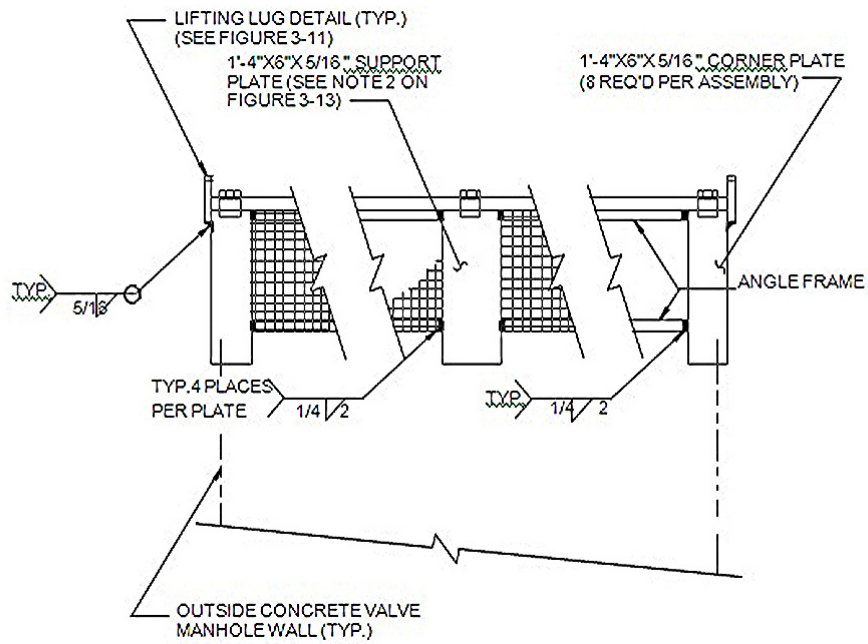 LIFTING LUG DETAIL (TYP.)
(SEE FIGURE 3-11)
1'-4"X6"X 5/16" SUPPORT
PLATE (SEE NOTE 2 ON
FIGURE 3-13)
1'-4"X6"X 5/16" CORNER PLATE
(8 REQ'D PER ASSEMBLY)
TYP.
5/16
ANGLE FRAME
TYP. 4 PLACES
PER PLATE
1/4 2
TYP
1/4 2
OUTSIDE CONCRETE VALVE
MANHOLE WALL (TYP.)